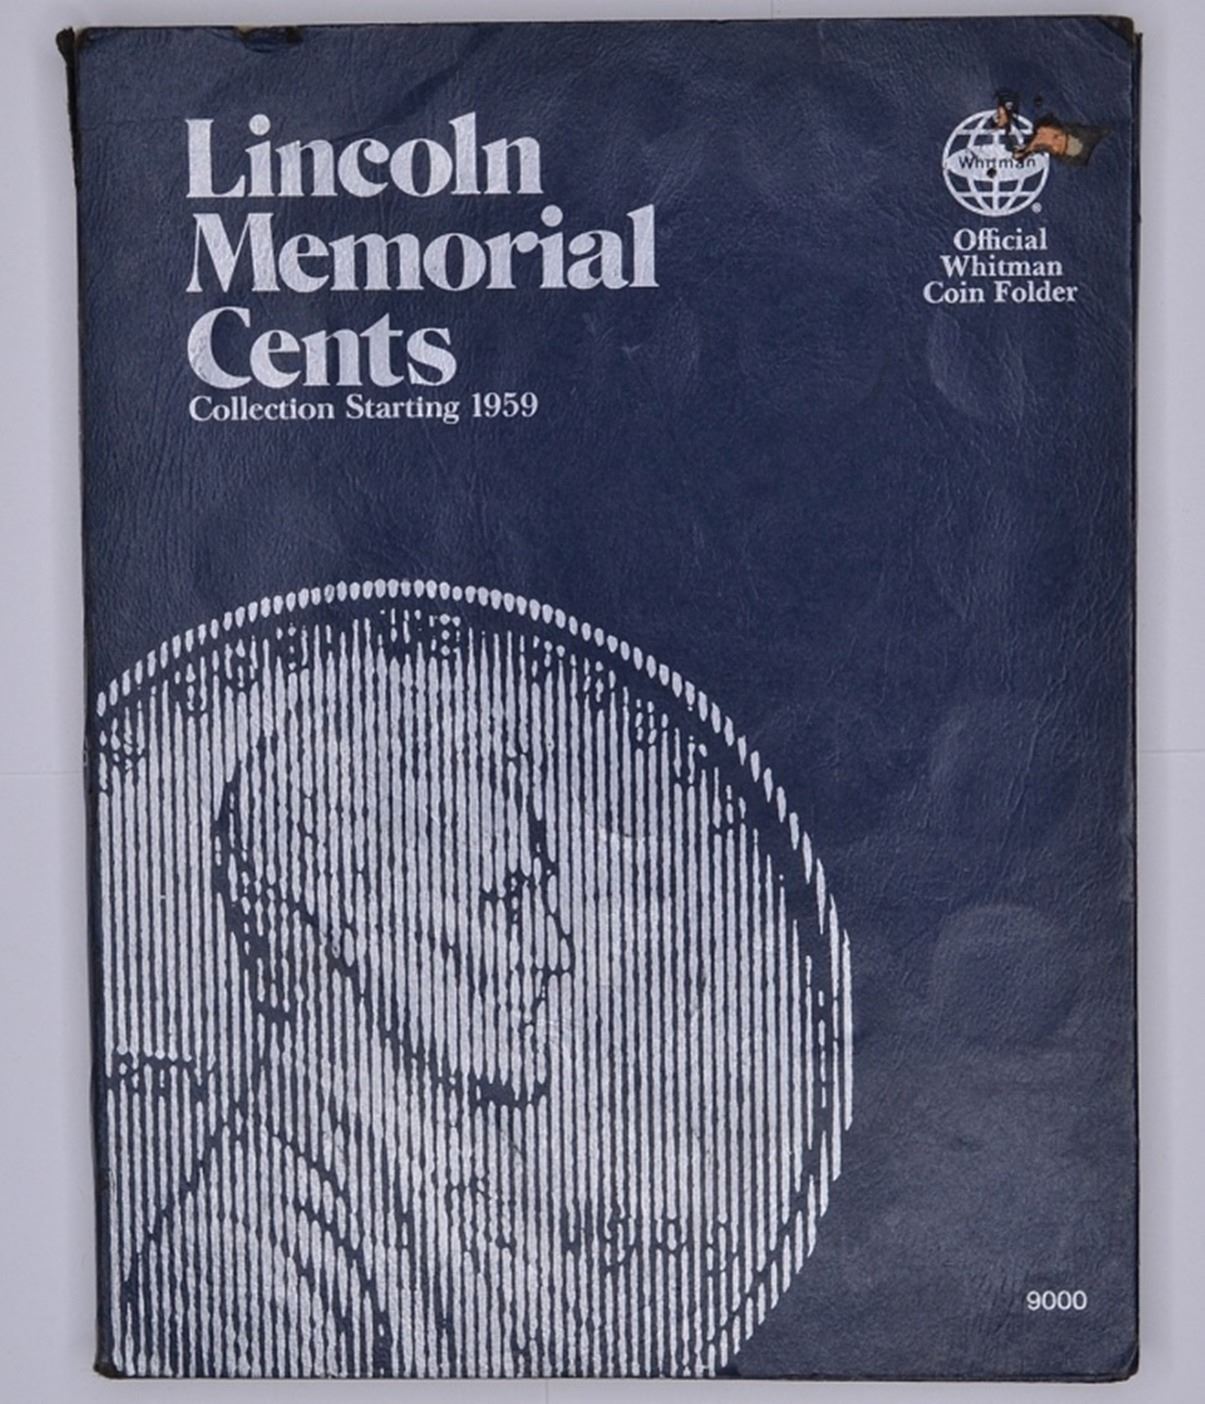 Lincoln
Memorial
Cents
Collection Starting 1959
Whitman
®
Official
Whitman
Coin Folder
9000